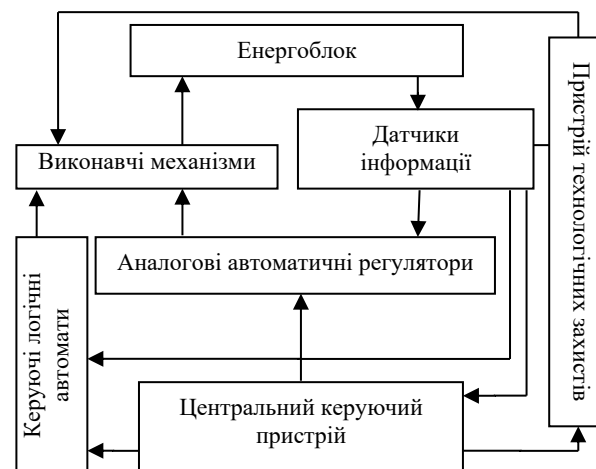 Енергоблок
Датчики
інформації
Виконавчі механізми
Аналогові автоматичні регулятори
Керуючі логічні
автомати
Центральний керуючий
пристрій
Пристрій технологічних захистів